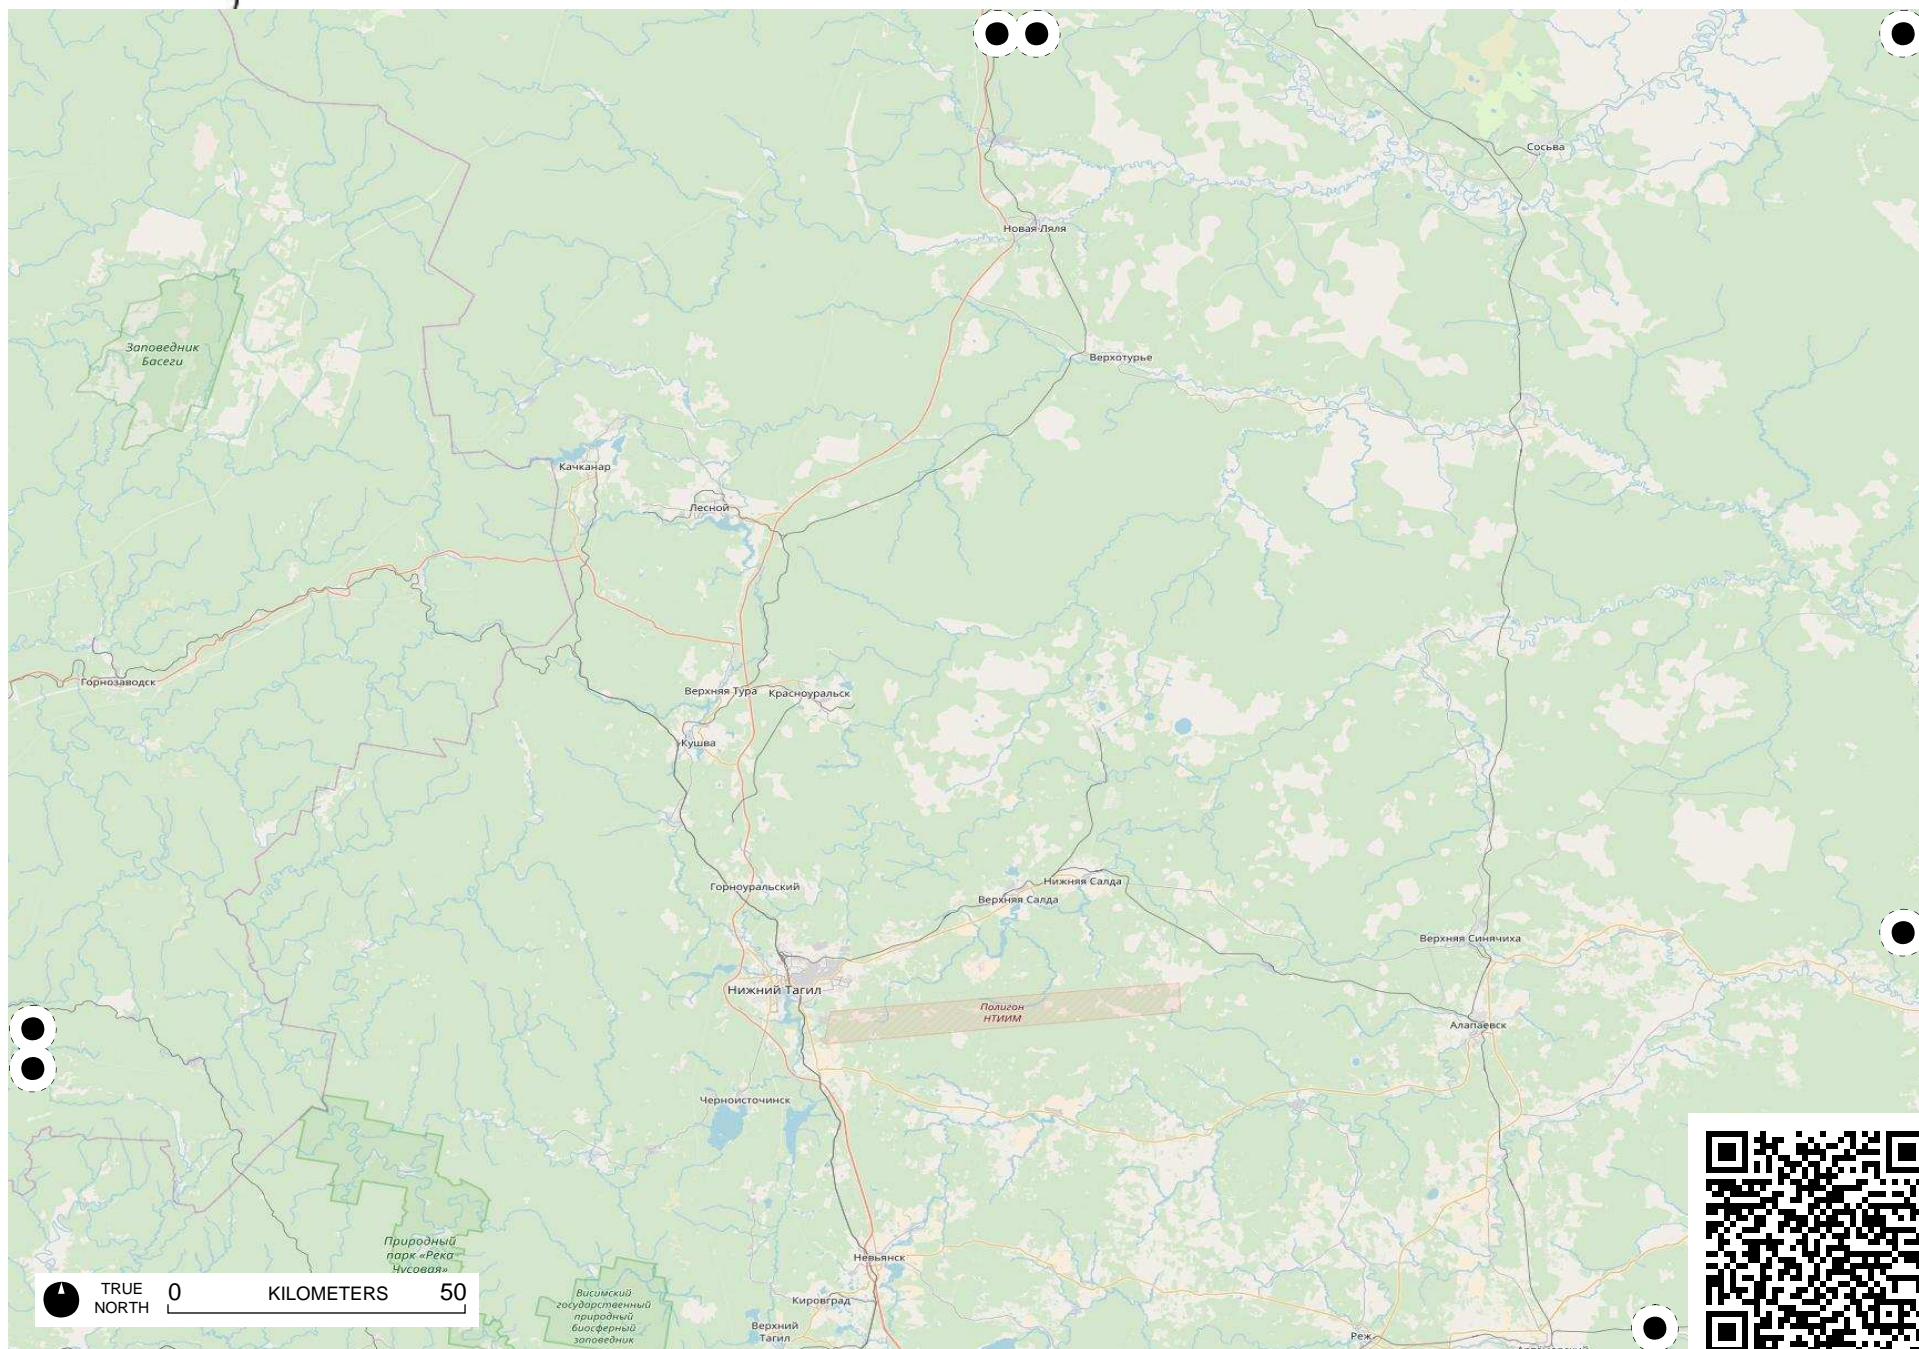 Сосьва
Новая Ляля
Заповедник
Басеги
Верхотурье
Качканар
Лесной
Горнозаводск
Верхняя Тура
Красноуральск
Кушва
Горноуральский
Нижняя Салда
Верхняя Салда
Верхняя Синячиха
Нижний Тагил
Полигон
НТИИМ
Алапаевск
Черноисточинск
Природный
парк «Река
Чусовая»
Невьянск
TRUE
NORTH
0 KILOMETERS 50
Висимский
государственный
природный
биосферный
заповедник
Кировград
Верхний
Тагил
Реж